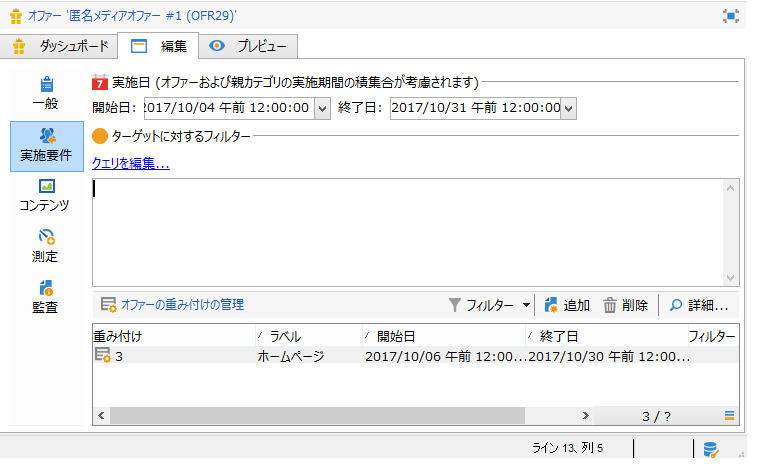 オファー '匿名メディアオファー #1 (OFR29)'
ダッシュボード 編集 プレビュー
一般
実施要件
コンテンツ
測定
監査
7 実施日 (オファーおよび親カテゴリの実施期間の積集合が考慮されます)
開始日: 2017/10/04 午前 12:00:00 終了日: 2017/10/31 午前 12:00:00
ターゲットに対するフィルター
クエリを編集...
オファーの重み付けの管理 フィルター 追加 削除 詳細...
重み付け ラベル 開始日 終了日 フィルター
3 ホームページ 2017/10/06 午前 12:00... 2017/10/30 午前 12:00...
3 / ?
ライン 13、列 5